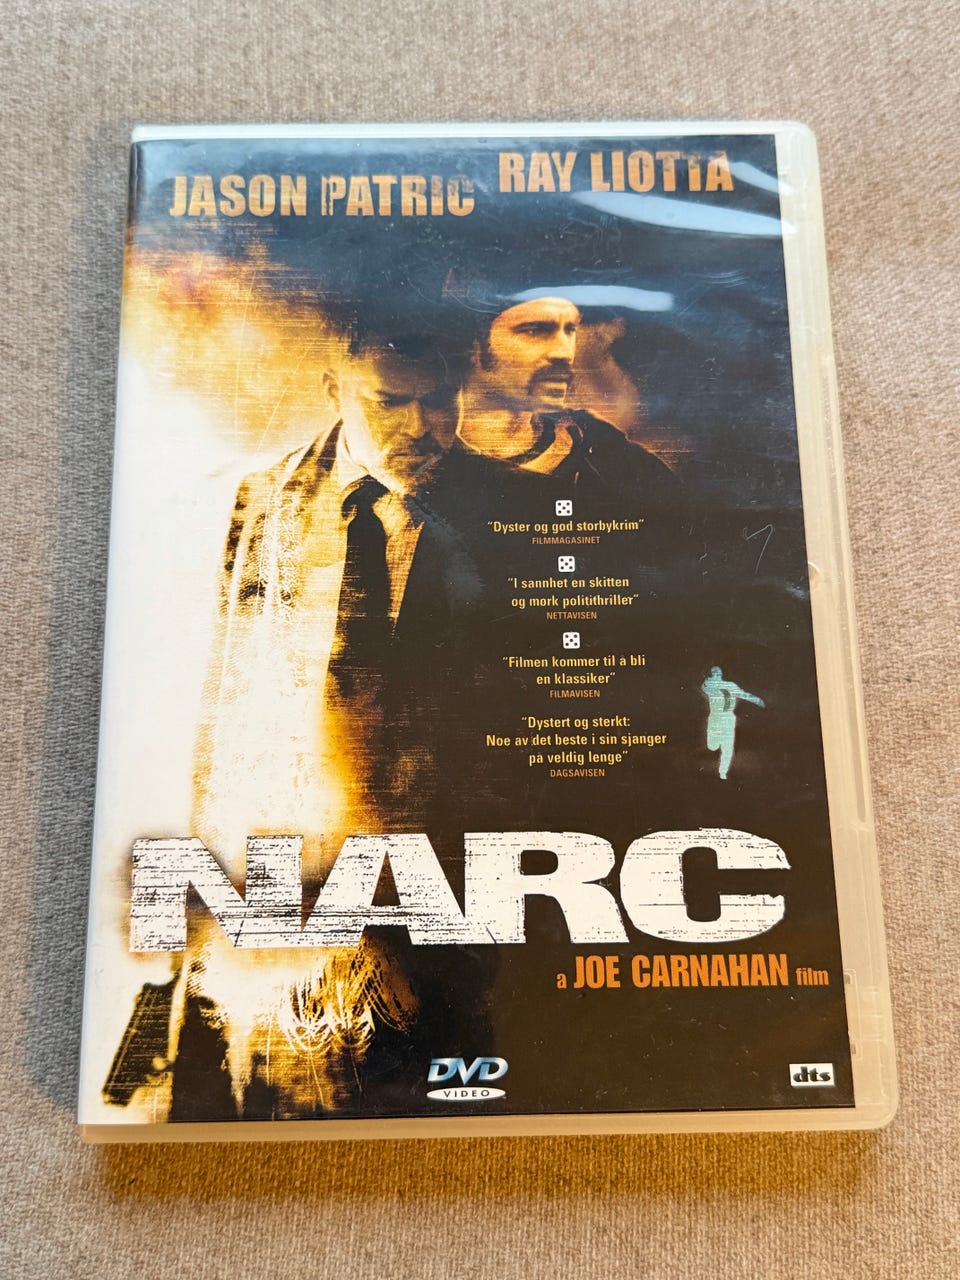 JASON PATRIC
RAY LIOTTA
"Dyster og god storbykrim"
FILMMAGASINET
"I sannhet en skitten
og mørk politithriller"
NETTAVISEN
"Filmen kommer til å bli
en klassiker"
FILMAVISEN
"Dystert og sterkt:
Noe av det beste i sin sjanger
på veldig lenge"
DAGSAVISEN
NARC
a JOE CARNAHAN film
DVD
VIDEO
dts